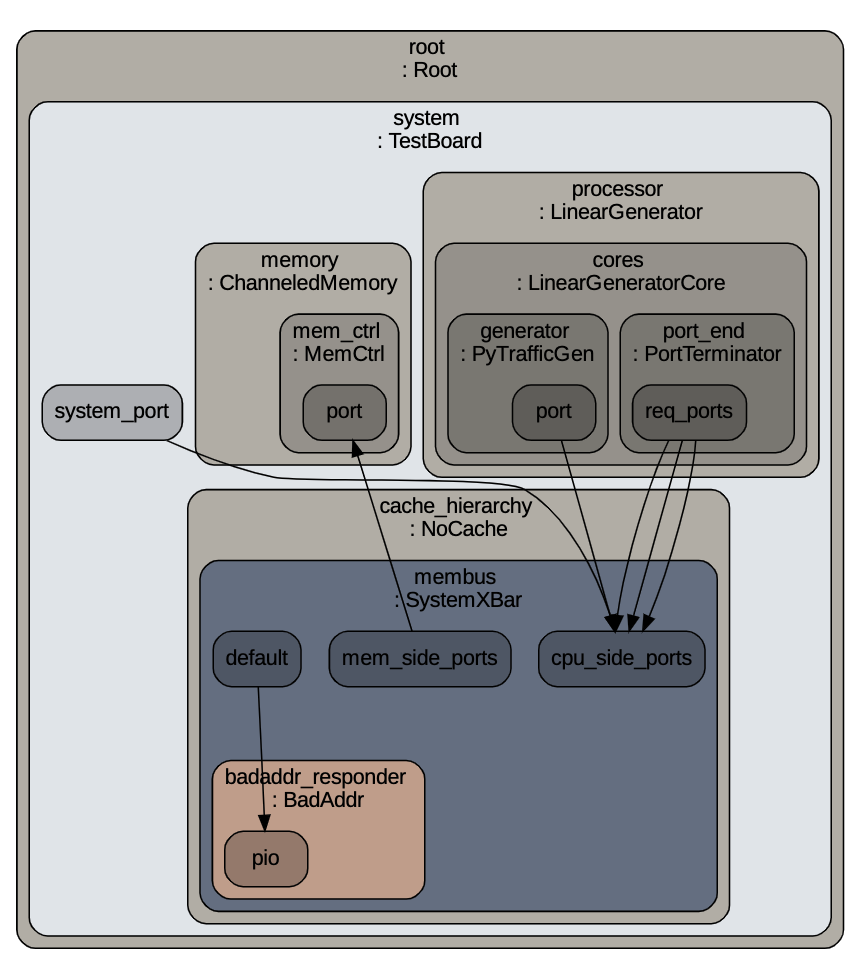 root
: Root
system
: TestBoard
processor
: LinearGenerator
memory
: ChanneledMemory
cores
: LinearGeneratorCore
mem_ctrl
: MemCtrl
generator
: PyTrafficGen
port_end
: PortTerminator
system_port
port
port
req_ports
cache_hierarchy
: NoCache
membus
: SystemXBar
default
mem_side_ports
cpu_side_ports
badaddr_responder
: BadAddr
pio